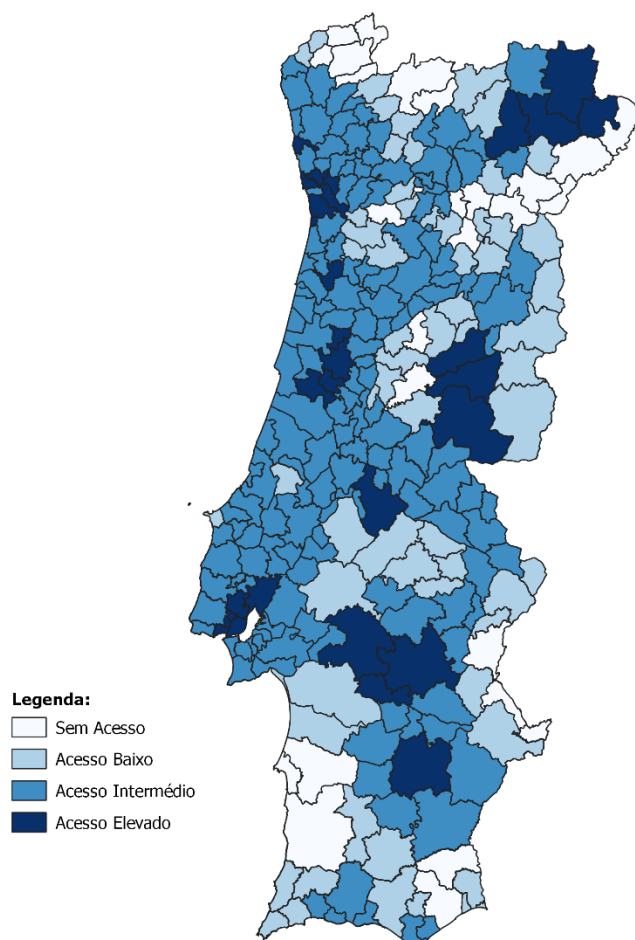 Legenda:
Sem Acesso
Acesso Baixo
Acesso Intermédio
Acesso Elevado